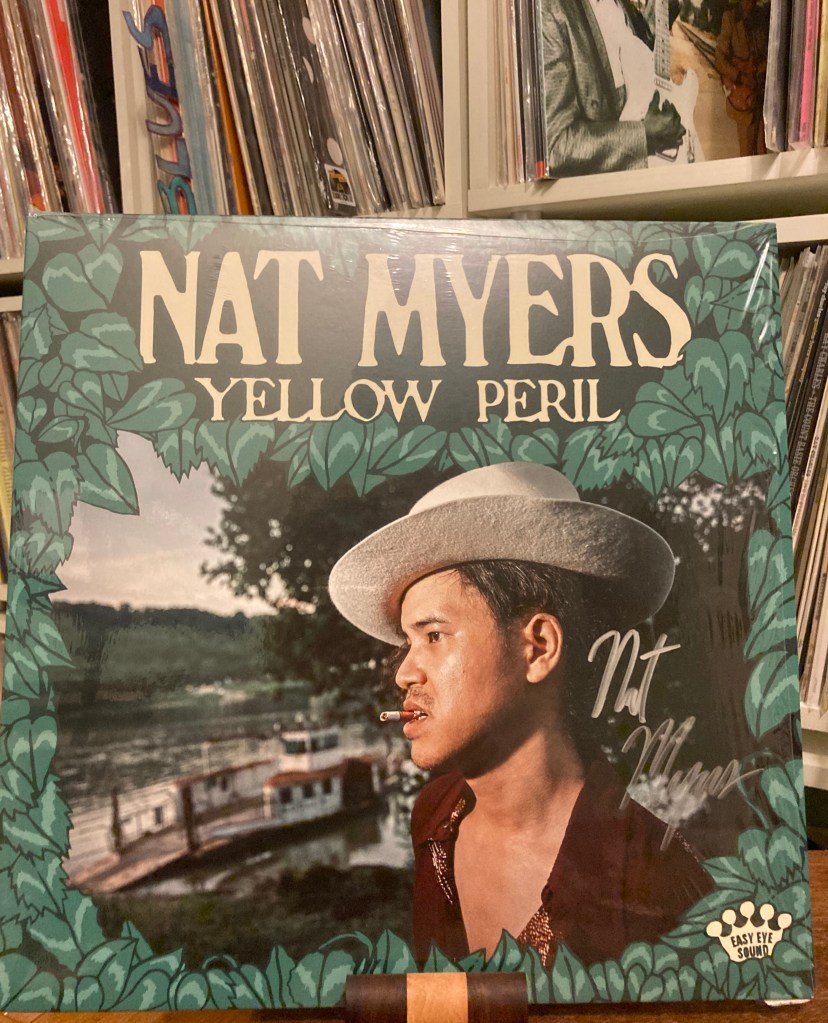 BLUES
NAT MYERS
YELLOW PERIL
Nat
Myers
EASY EYE
SOUND